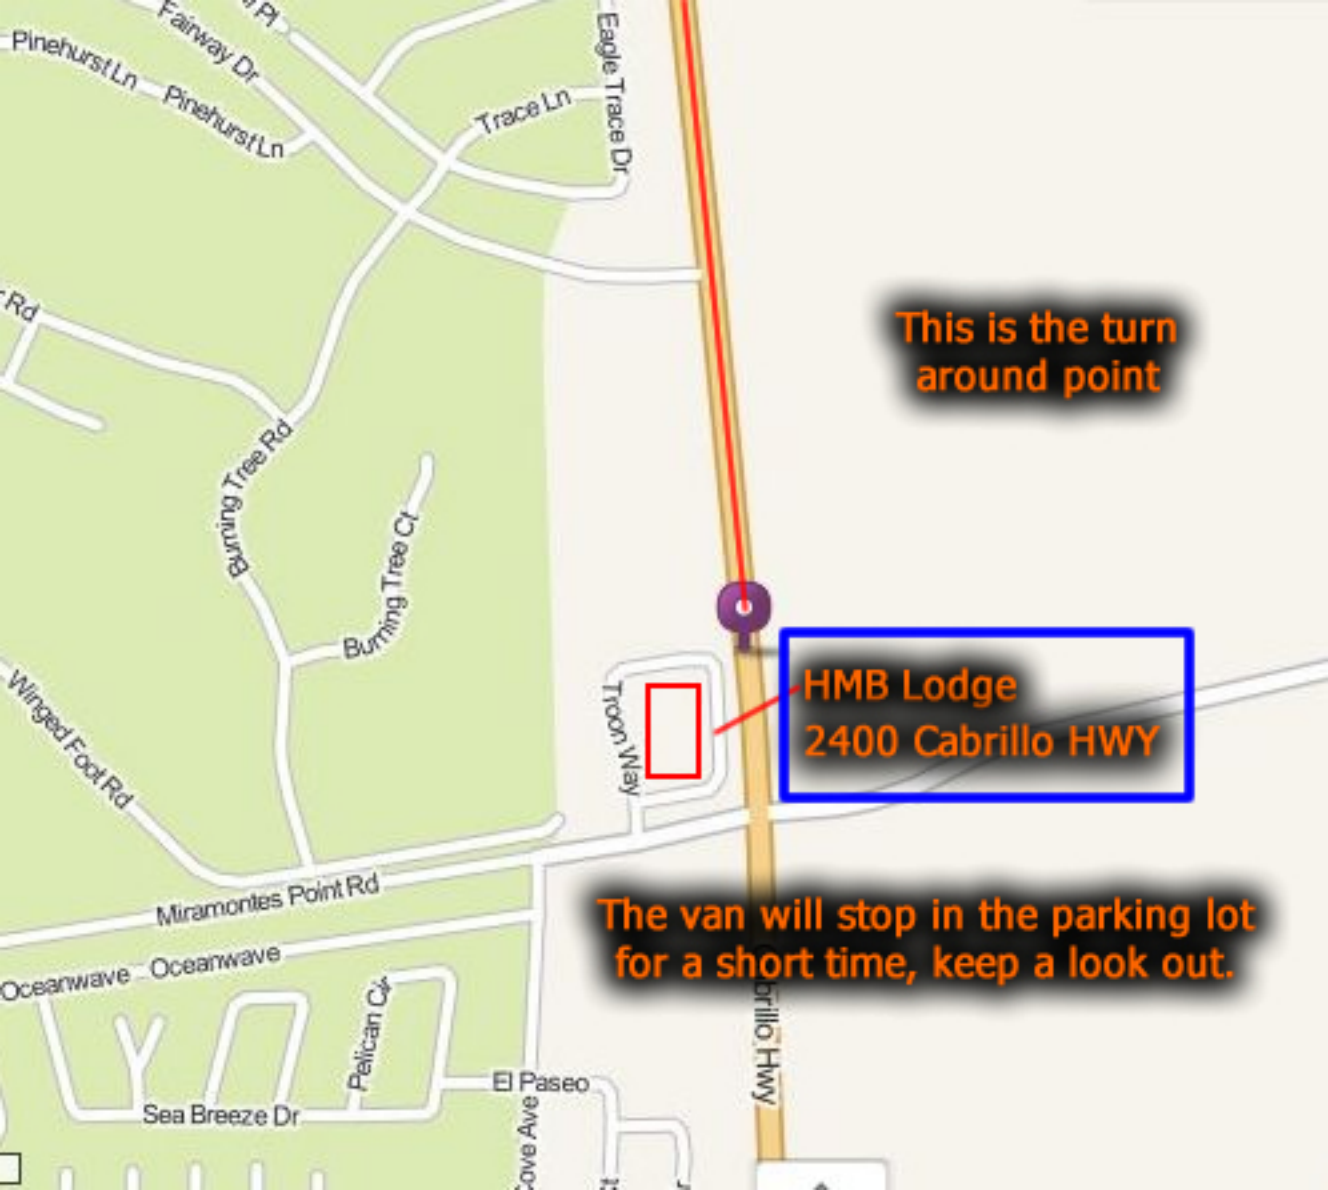 Pl
Fairway Dr
Pinehurst Ln
Pinehurst Ln
Eagle Trace Dr
Trace Ln
Rd
This is the turn
around point
Burning Tree Rd
Burning Tree Ct
HMB Lodge
2400 Cabrillo HWY
Troon Way
Winged Foot Rd
Miramontes Point Rd
The van will stop in the parking lot
for a short time, keep a look out.
Oceanwave
Oceanwave
Cabrillo Hwy
Pelican Cir
El Paseo
Sea Breeze Dr
ove Ave